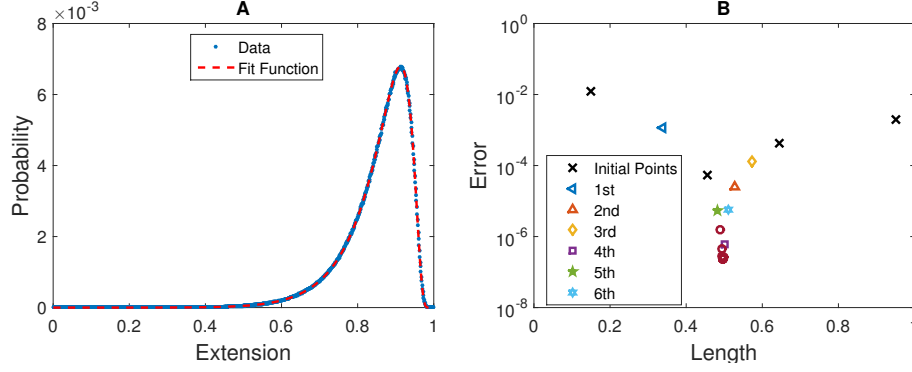 A
×10⁻³
8
6
4
2
0
Probability
Data
Fit Function
0 0.2 0.4 0.6 0.8 1
Extension
B
10⁰
10⁻²
10⁻⁴
10⁻⁶
10⁻⁸
Error
Initial Points
1st
2nd
3rd
4th
5th
6th
0 0.2 0.4 0.6 0.8
Length